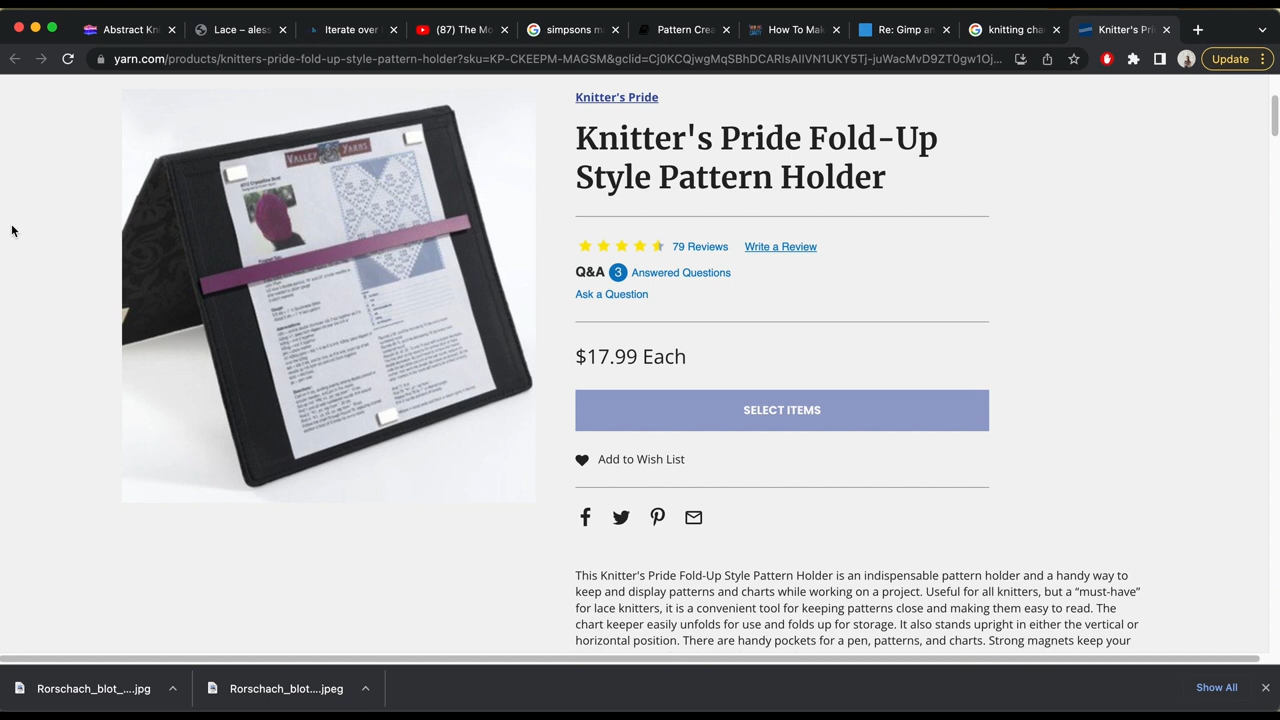 Abstract Kni
Lace – aless
Iterate over
(87) The Mo
simpsons m
Pattern Crea
How To Mak
Re: Gimp an
knitting cha
Knitter's Pri
yarn.com/products/knitters-pride-fold-up-style-pattern-holder?sku=KP-CKEEPM-MAGSM&gclid=Cj0KCQjwgMqSBhDCARIsAIIVN1UKY5Tj-juWacMvD9ZT0gw1Oj...
Update
VALLEY YARNS
Knitter's Pride
Knitter's Pride Fold-Up
Style Pattern Holder
79 Reviews Write a Review
Q&A 3 Answered Questions
Ask a Question
$17.99 Each
SELECT ITEMS
Add to Wish List
This Knitter's Pride Fold-Up Style Pattern Holder is an indispensable pattern holder and a handy way to
keep and display patterns and charts while working on a project. Useful for all knitters, but a “must-have”
for lace knitters, it is a convenient tool for keeping patterns close and making them easy to read. The
chart keeper easily unfolds for use and folds up for storage. It also stands upright in either the vertical or
horizontal position. There are handy pockets for a pen, patterns, and charts. Strong magnets keep your
Rorschach_blot_....jpg
Rorschach_blot....jpeg
Show All